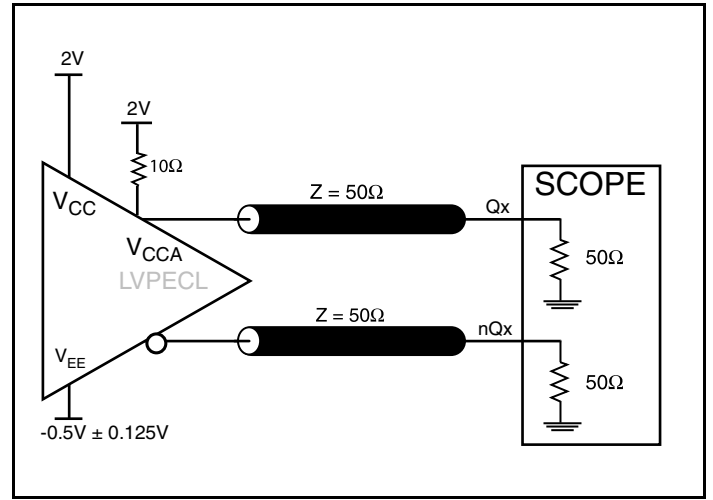 2V
2V
10Ω
VCC
VCCA
LVPECL
VEE
-0.5V ± 0.125V
Z = 50Ω
Qx
SCOPE
50Ω
Z = 50Ω
nQx
50Ω